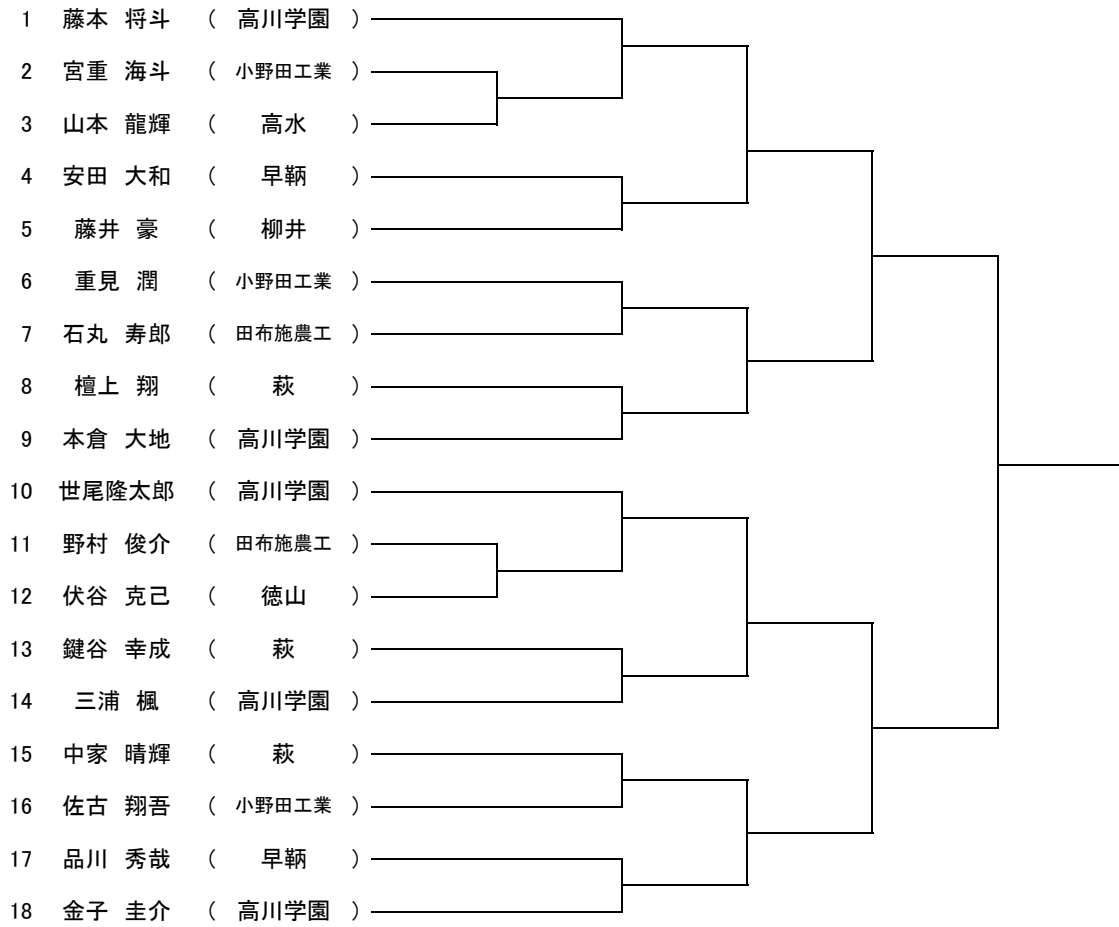 1 藤本 将斗 ( 高川学園 )
2 宮重 海斗 ( 小野田工業 )
3 山本 龍輝 ( 高水 )
4 安田 大和 ( 早鞆 )
5 藤井 豪 ( 柳井 )
6 重見 潤 ( 小野田工業 )
7 石丸 寿郎 ( 田布施農工 )
8 檀上 翔 ( 萩 )
9 本倉 大地 ( 高川学園 )
10 世尾隆太郎 ( 高川学園 )
11 野村 俊介 ( 田布施農工 )
12 伏谷 克己 ( 徳山 )
13 鍵谷 幸成 ( 萩 )
14 三浦 楓 ( 高川学園 )
15 中家 晴輝 ( 萩 )
16 佐古 翔吾 ( 小野田工業 )
17 品川 秀哉 ( 早鞆 )
18 金子 圭介 ( 高川学園 )